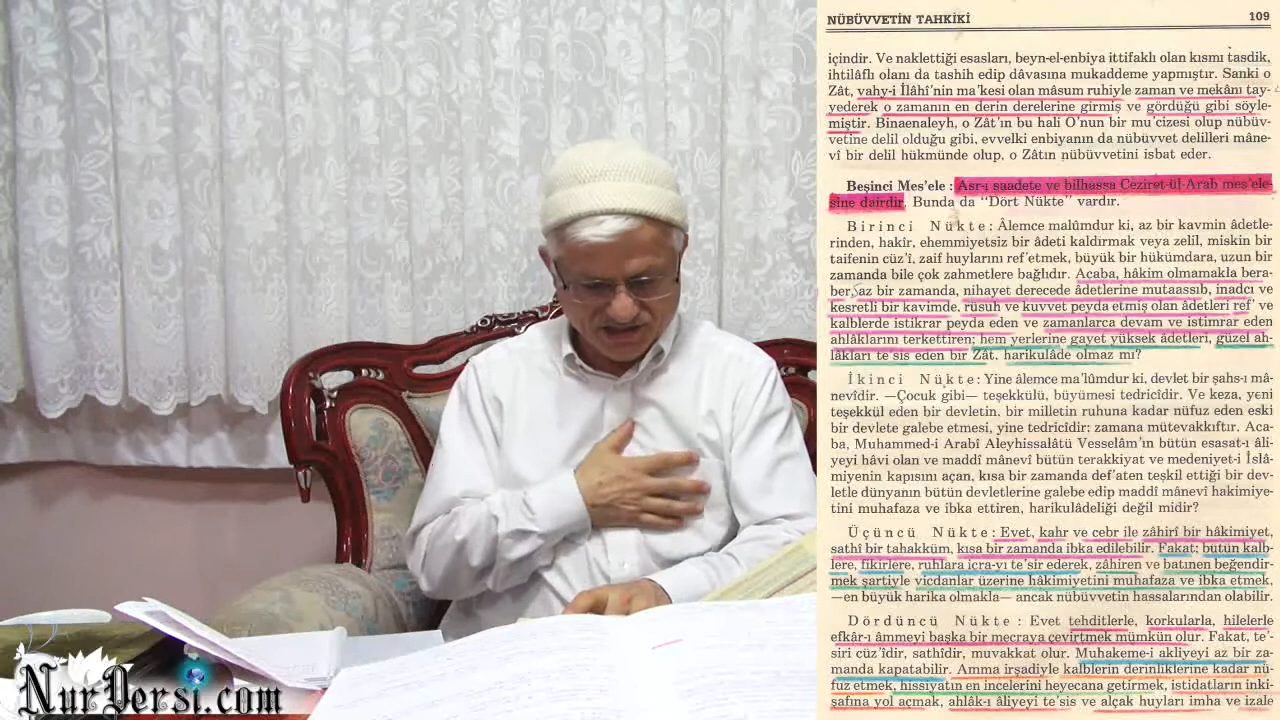 NÜBÜVVETİN TAHKİKİ 109
içindir. Ve naklettiği esasları, beyn-el-enbiya ittifaklı olan kısmı tasdik,
ihtilâflı olanı da tashih edip dâvasına mukaddeme yapmıştır. Sanki o
Zât, vahy-i İlâhî'nin ma'kesi olan mâsum ruhiyle zaman ve mekânı tay-
yederek o zamanın en derin derelerine girmiş ve gördüğü gibi söyle-
miştir. Binaenaleyh, o Zât'ın bu hali O'nun bir mu'cizesi olup nübüv-
vetine delil olduğu gibi, evvelki enbiyanın da nübüvvet delilleri mâne-
vî bir delil hükmünde olup, o Zâtın nübüvvetini isbat eder.
Beşinci Mes'ele : Asr-ı saadete ve bilhassa Ceziret-ül-Arab mes'ele-
sine dairdir. Bunda da "Dört Nükte" vardır.
Birinci Nükte: Âlemce malûmdur ki, az bir kavmin âdetle-
rinden, hakîr, ehemmiyetsiz bir âdeti kaldırmak veya zelîl, miskin bir
taifenin cüz'î, zaif huylarını ref'etmek, büyük bir hükümdara, uzun bir
zamanda bile çok zahmetlere bağlıdır. Acaba, hâkim olmamakla bera-
ber, az bir zamanda, nihayet derecede âdetlerine mutaassıb, inadcı ve
kesretli bir kavimde, rüsuh ve kuvvet peyda etmiş olan âdetleri ref' ve
kalblerde istikrar peyda eden ve zamanlarca devam ve istimrar eden
ahlâklarını terkettiren; hem yerlerine gayet yüksek âdetleri, güzel ah-
lâkları te'sis eden bir Zât, harikulâde olmaz mı?
İkinci Nükte: Yine âlemce ma'lûmdur ki, devlet bir şahs-ı mâ-
nevîdir. —Çocuk gibi— teşekkülü, büyümesi tedricîdir. Ve keza, yeni
teşekkül eden bir devletin, bir milletin ruhuna kadar nüfuz eden eski
bir devlete galebe etmesi, yine tedricîdir; zamana mütevakkıftır. Aca-
ba, Muhammed-i Arabî Aleyhissalâtü Vesselâm'ın bütün esasat-ı âli-
yeyi hâvi olan ve maddî mânevî bütün terakkiyat ve medeniyet-i İslâ-
miyenin kapısını açan, kısa bir zamanda def'aten teşkil ettiği bir dev-
letle dünyanın bütün devletlerine galebe edip maddî mânevî hakimiye-
tini muhafaza ve ibka ettiren, harikulâdeliği değil midir?
Üçüncü Nükte: Evet, kahr ve cebr ile zâhirî bir hâkimiyet,
sathî bir tahakküm, kısa bir zamanda ibka edilebilir. Fakat: bütün kalb-
lere, fikirlere, ruhlara icra-yı te'sir ederek, zâhiren ve batınen beğendir-
mek şartiyle vicdanlar üzerine hâkimiyetini muhafaza ve ibka etmek,
—en büyük harika olmakla— ancak nübüvvetin hassalarından olabilir.
Dördüncü Nükte : Evet tehditlerle, korkularla, hilelerle
efkâr-ı âmmeyi başka bir mecraya çevirtmek mümkün olur. Fakat, te'-
siri cüz'îdir, sathîdir, muvakkat olur. Muhakeme-i akliyeyi az bir za-
manda kapatabilir. Amma irşadiyle kalblerin derinliklerine kadar nü-
fuz etmek, hissiyatın en incelerini heyecana getirmek, istidatların inki-
şafına yol açmak, ahlâk-ı âliyeyi te'sis ve alçak huyları imha ve izale
NurDersi.com